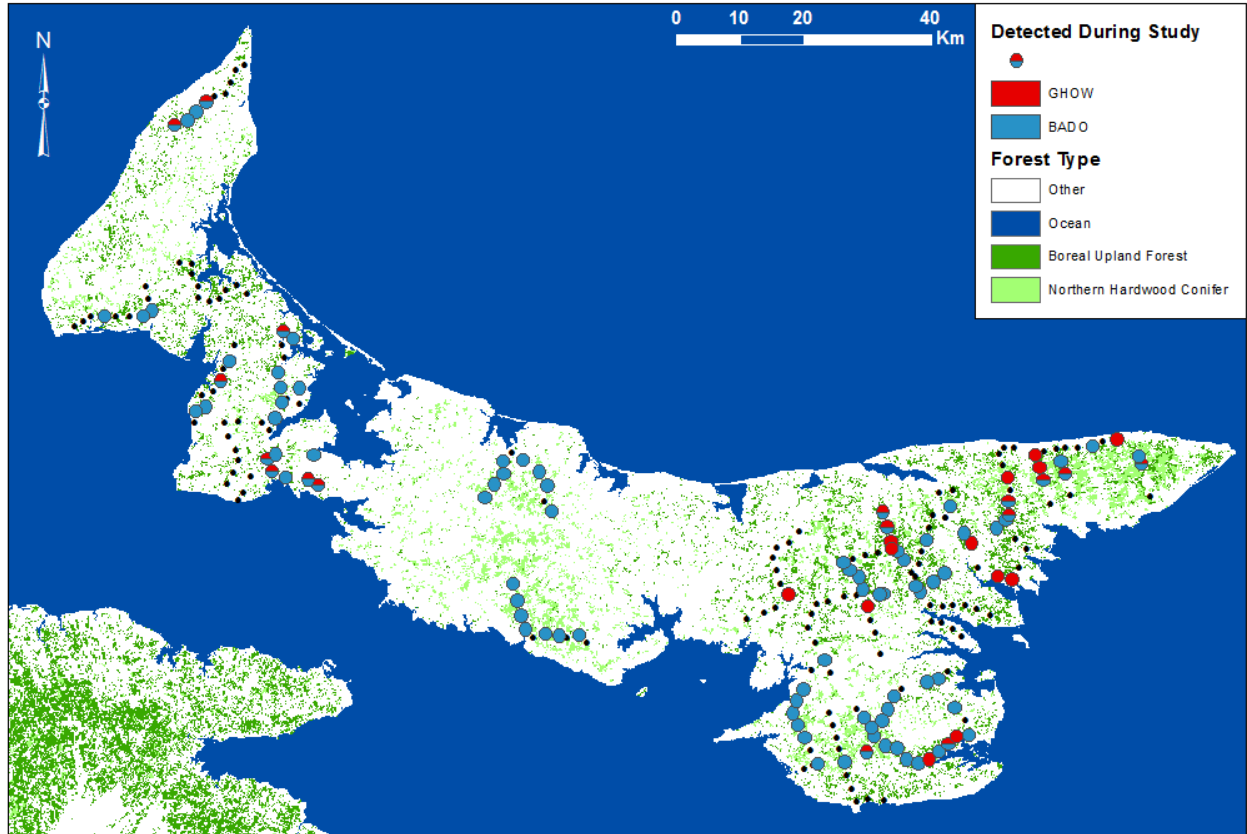 N
0 10 20 40
Km
Detected During Study
GHOW
BADO
Forest Type
Other
Ocean
Boreal Upland Forest
Northern Hardwood Conifer